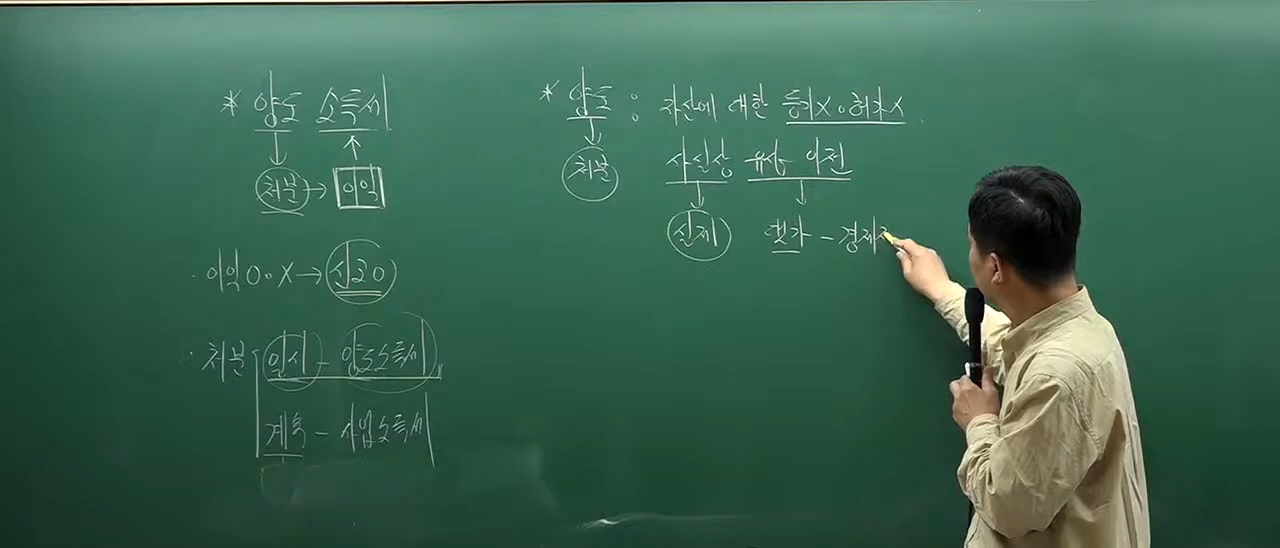 * 양도 소득세
↓ ↑
처분 → 이익
· 이익 O · X → 신고 O
· 처분 일시 - 양도소득세
계속 - 사업소득세
* 양도 : 자산에 대한 등기X·허가X
↓
처분 사실상 유상 이전
↓ ↓
실제 댓가 - 경제